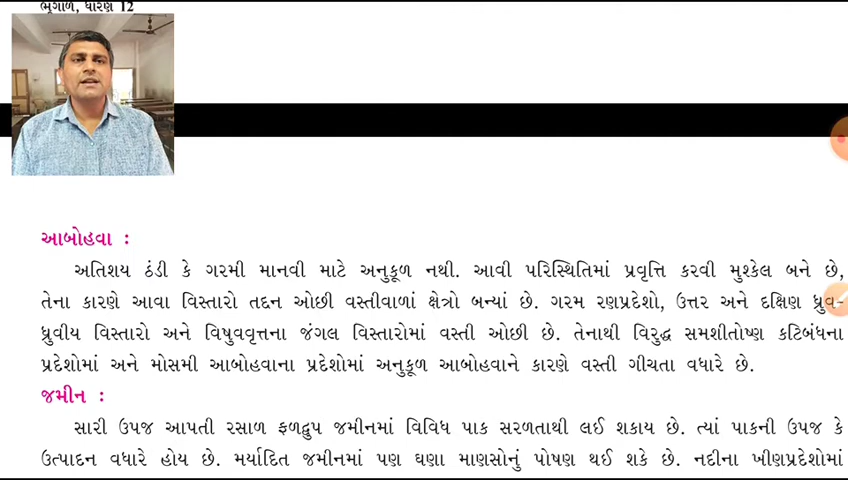 ભૂગોળ, ધોરણ 12
આબોહવા :
અતિશય ઠંડી કે ગરમી માનવી માટે અનુકૂળ નથી. આવી પરિસ્થિતિમાં પ્રવૃત્તિ કરવી મુશ્કેલ બને છે,
તેના કારણે આવા વિસ્તારો તદ્દન ઓછી વસ્તીવાળાં ક્ષેત્રો બન્યાં છે. ગરમ રણપ્રદેશો, ઉત્તર અને દક્ષિણ ધ્રુવ-
ધ્રુવીય વિસ્તારો અને વિષુવવૃત્તના જંગલ વિસ્તારોમાં વસ્તી ઓછી છે. તેનાથી વિરુદ્ધ સમશીતોષ્ણ કટિબંધના
પ્રદેશોમાં અને મોસમી આબોહવાના પ્રદેશોમાં અનુકૂળ આબોહવાને કારણે વસ્તી ગીચતા વધારે છે.
જમીન :
સારી ઉપજ આપતી રસાળ ફળદ્રુપ જમીનમાં વિવિધ પાક સરળતાથી લઈ શકાય છે. ત્યાં પાકની ઉપજ કે
ઉત્પાદન વધારે હોય છે. મર્યાદિત જમીનમાં પણ ઘણા માણસોનું પોષણ થઈ શકે છે. નદીના ખીણપ્રદેશોમાં